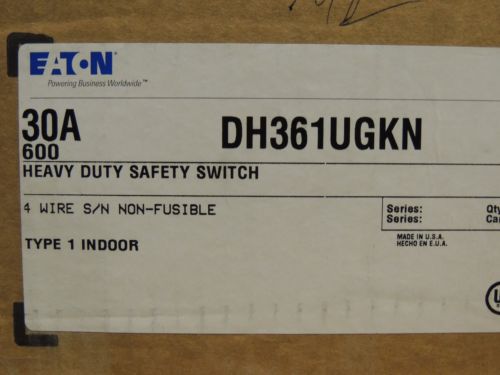 EATON
Powering Business Worldwide™
30A
DH361UGKN
600
HEAVY DUTY SAFETY SWITCH
4 WIRE S/N NON-FUSIBLE
Series:
Series:
MADE IN U.S.A.
HECHO EN E.U.A.
TYPE 1 INDOOR